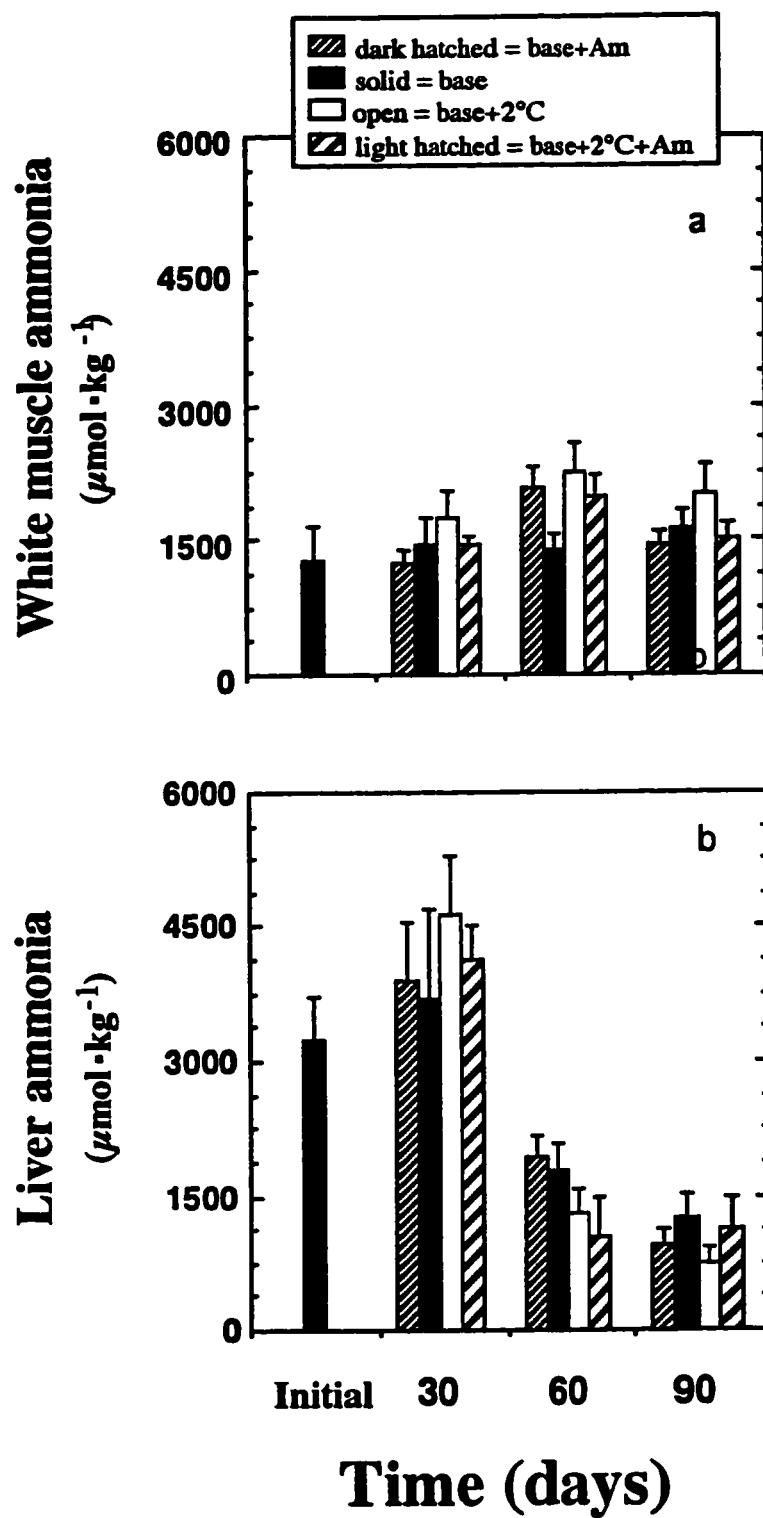 dark hatched = base+Am
solid = base
open = base+2°C
light hatched = base+2°C+Am
White muscle ammonia
(μmol•kg⁻¹)
6000
4500
3000
1500
0
a
b
Liver ammonia
(μmol•kg⁻¹)
6000
4500
3000
1500
0
b
Initial 30 60 90
Time (days)